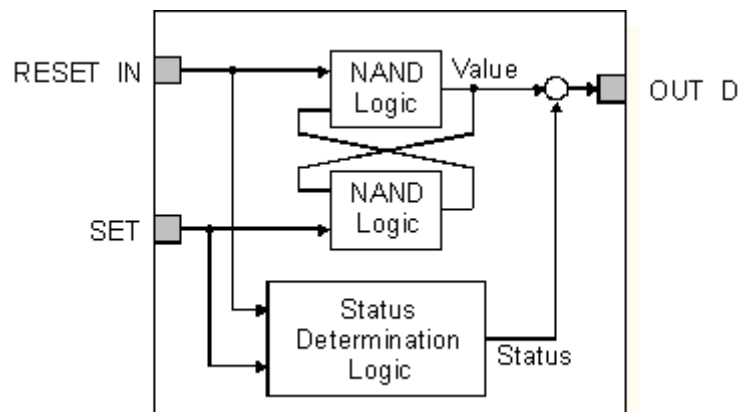 RESET IN
NAND
Logic
Value
OUT D
NAND
Logic
SET
Status
Determination
Logic
Status